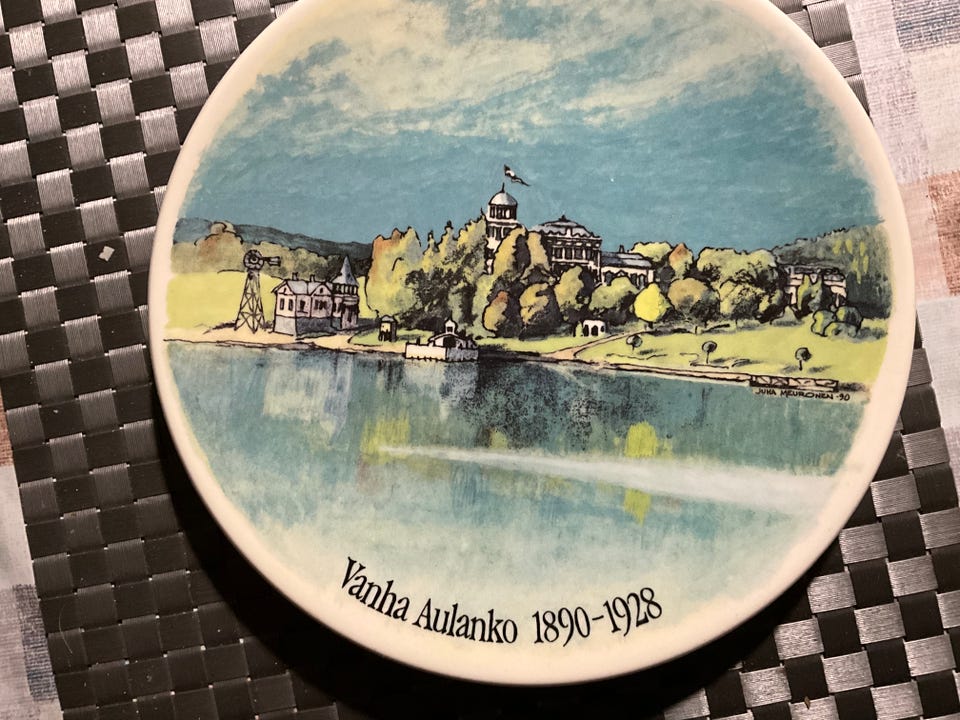 JUHA MEURONEN -90
Vanha Aulanko 1890-1928